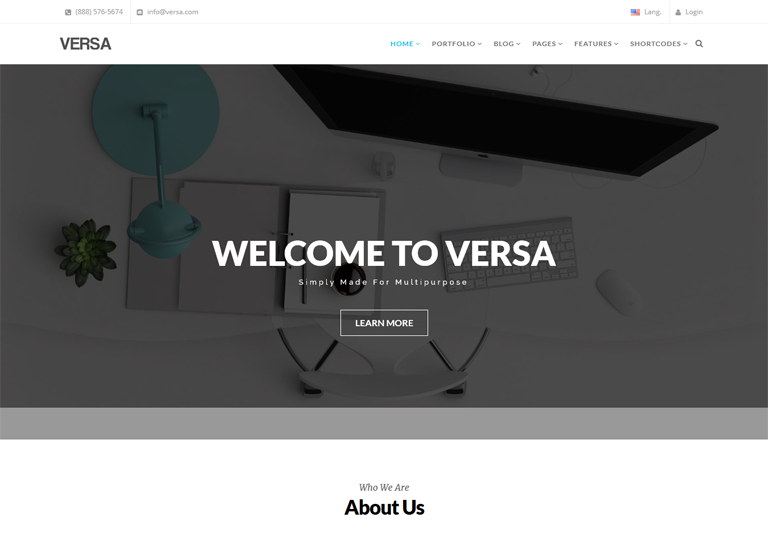 (888) 576-5674 info@versa.com Lang. Login
VERSA HOME PORTFOLIO BLOG PAGES FEATURES SHORTCODES
WELCOME TO VERSA
Simply Made For Multipurpose
LEARN MORE
Who We Are
About Us